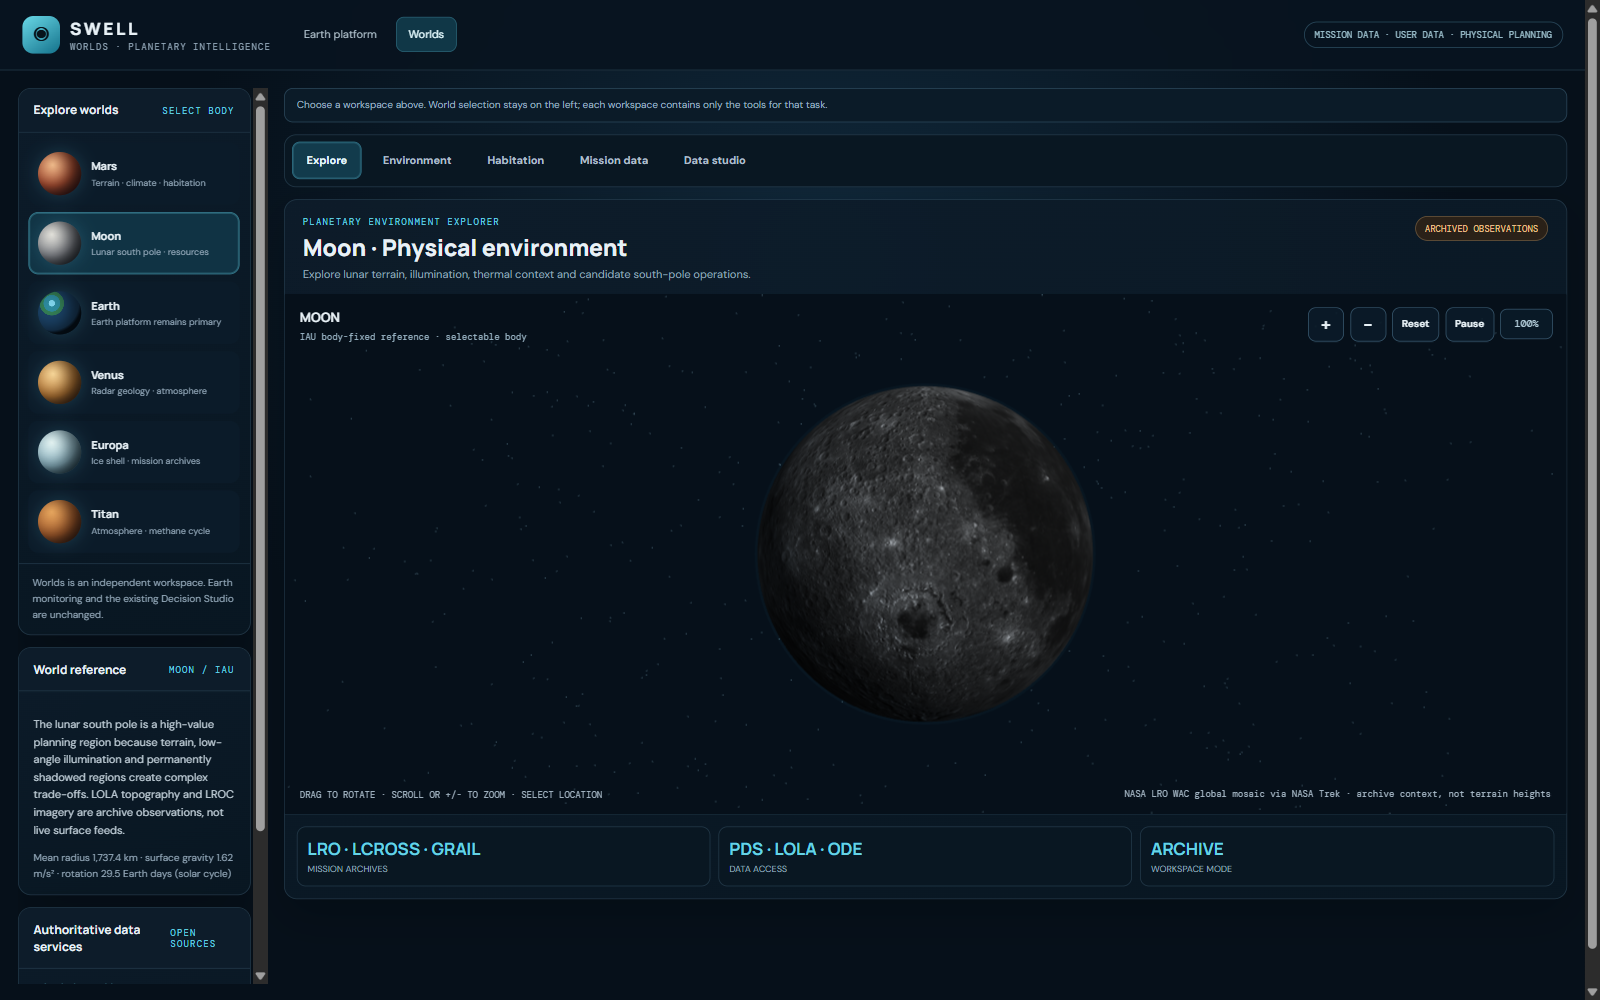 SWELL
WORLDS · PLANETARY INTELLIGENCE
Earth platform
Worlds
MISSION DATA · USER DATA · PHYSICAL PLANNING
Explore worlds
SELECT BODY
Mars
Terrain · climate · habitation
Moon
Lunar south pole · resources
Earth
Earth platform remains primary
Venus
Radar geology · atmosphere
Europa
Ice shell · mission archives
Titan
Atmosphere · methane cycle
Worlds is an independent workspace. Earth
monitoring and the existing Decision Studio
are unchanged.
World reference
MOON / IAU
The lunar south pole is a high-value
planning region because terrain, low-
angle illumination and permanently
shadowed regions create complex
trade-offs. LOLA topography and LROC
imagery are archive observations, not
live surface feeds.
Mean radius 1,737.4 km · surface gravity 1.62
m/s² · rotation 29.5 Earth days (solar cycle)
Authoritative data
services
OPEN
SOURCES
Choose a workspace above. World selection stays on the left; each workspace contains only the tools for that task.
Explore
Environment
Habitation
Mission data
Data studio
PLANETARY ENVIRONMENT EXPLORER
Moon · Physical environment
Explore lunar terrain, illumination, thermal context and candidate south-pole operations.
ARCHIVED OBSERVATIONS
MOON
IAU body-fixed reference · selectable body
+
−
Reset
Pause
100%
DRAG TO ROTATE · SCROLL OR +/- TO ZOOM · SELECT LOCATION
NASA LRO WAC global mosaic via NASA Trek · archive context, not terrain heights
LRO · LCROSS · GRAIL
MISSION ARCHIVES
PDS · LOLA · ODE
DATA ACCESS
ARCHIVE
WORKSPACE MODE